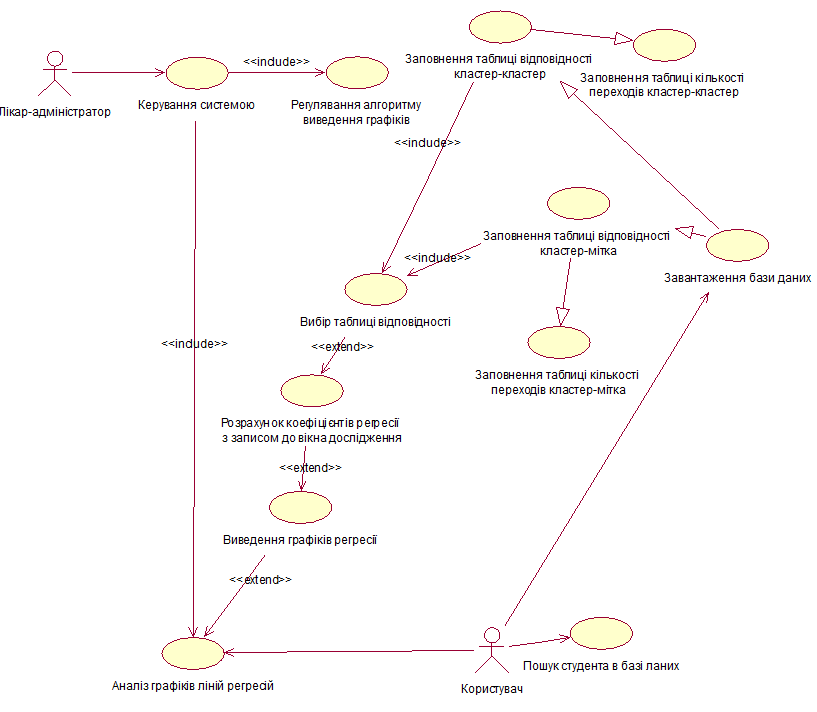 Заповнення таблиці відповідності
кластер-кластер
Заповнення таблиці кількості
переходів кластер-кластер
<<include>>
Лікар-адміністратор
Керування системою
Регулявання алгоритму
виведення графіків
<<include>>
Заповнення таблиці відповідності
кластер-мітка
<<include>>
Завантаження бази даних
Вибір таблиці відповідності
<<include>>
<<extend>>
Заповнення таблиці кількості
переходів кластер-мітка
Розрахунок коефіцієнтів регресії
з записом до вікна дослідження
<<extend>>
Виведення графіків регресії
<<extend>>
Пошук студента в базі ланих
Аналіз графіків ліній регресій
Користувач